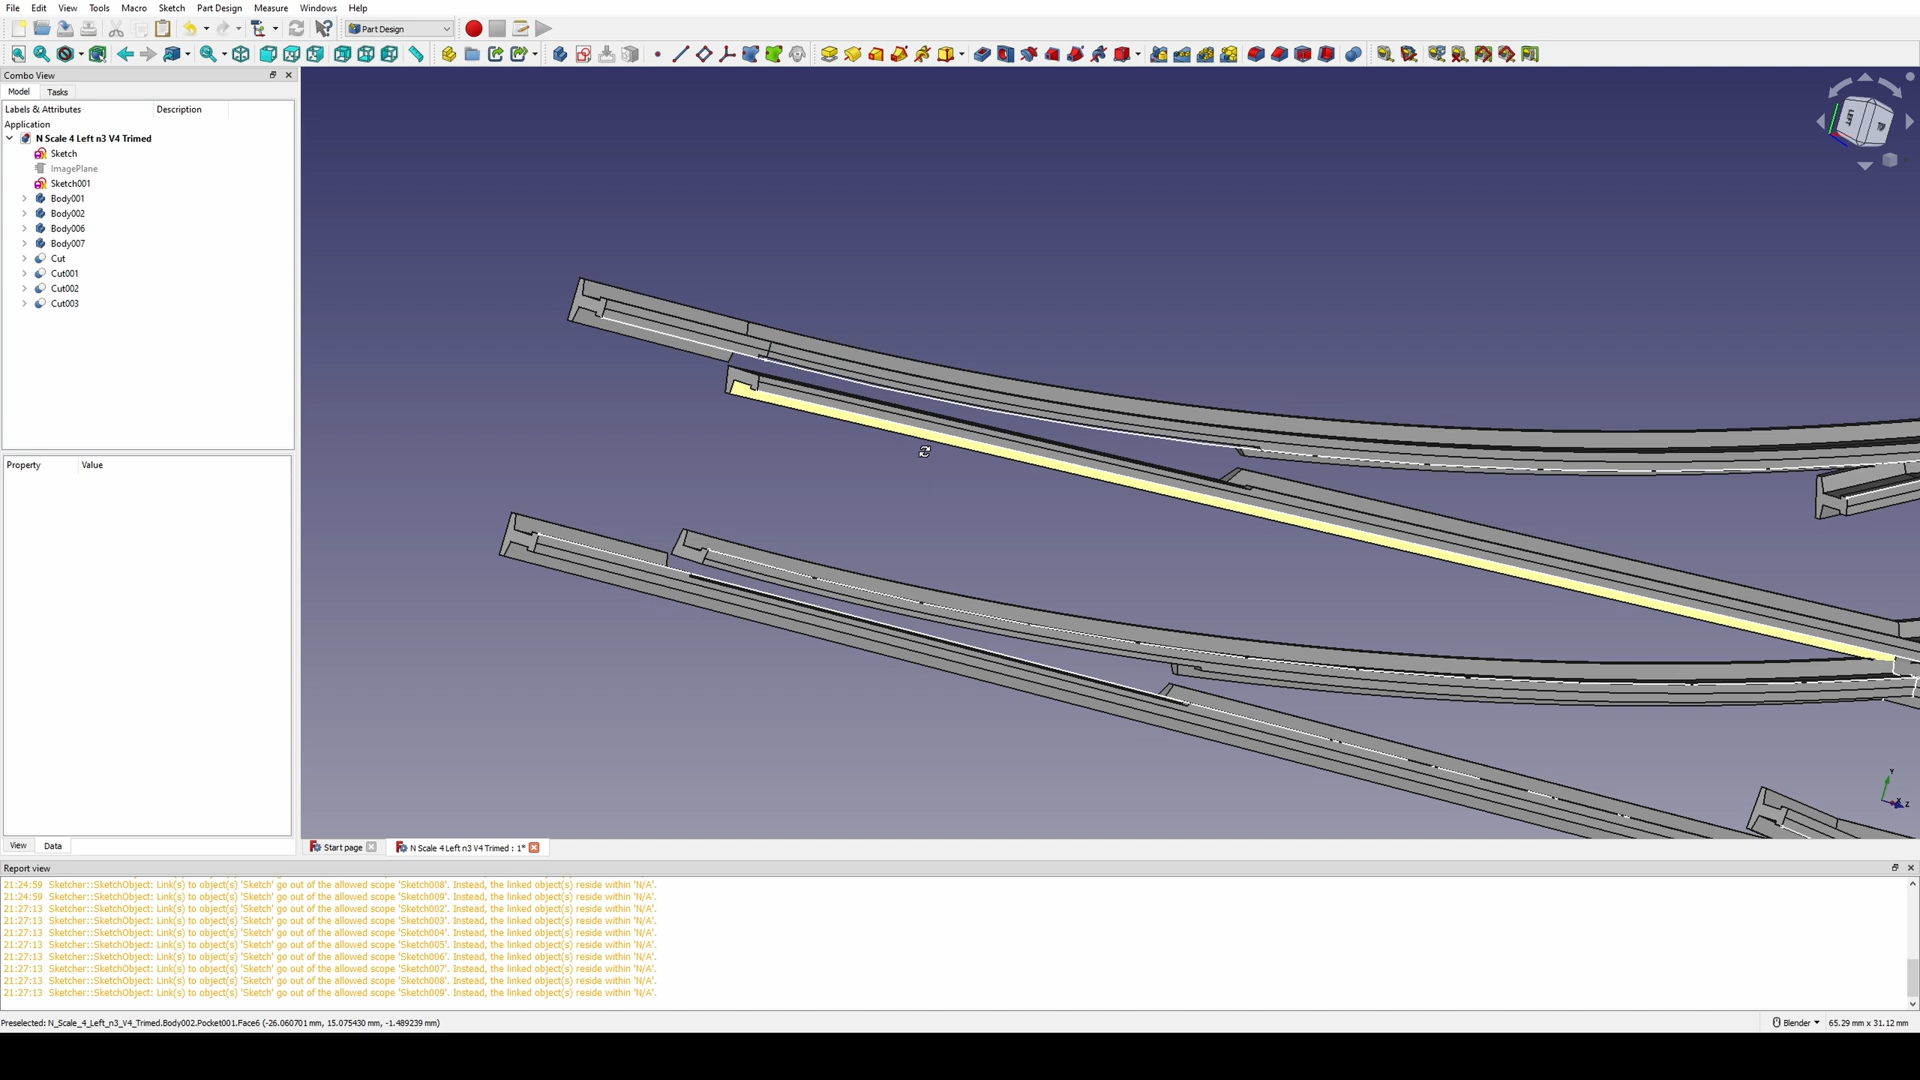 File Edit View Tools Macro Sketch Part Design Measure Windows Help
Part Design
Combo View
Model Tasks
Labels & Attributes Description
Application
N Scale 4 Left n3 V4 Trimed
Sketch
ImagePlane
Sketch001
Body001
Body002
Body006
Body007
Cut
Cut001
Cut002
Cut003
LEFT
Property Value
Y
Z
View Data
Start page N Scale 4 Left n3 V4 Trimed : 1*
Report view
21:24:59 Sketcher::SketchObject: Link(s) to object(s) 'Sketch' go out of the allowed scope 'Sketch008'. Instead, the linked object(s) reside within 'N/A'.
21:24:59 Sketcher::SketchObject: Link(s) to object(s) 'Sketch' go out of the allowed scope 'Sketch009'. Instead, the linked object(s) reside within 'N/A'.
21:27:13 Sketcher::SketchObject: Link(s) to object(s) 'Sketch' go out of the allowed scope 'Sketch002'. Instead, the linked object(s) reside within 'N/A'.
21:27:13 Sketcher::SketchObject: Link(s) to object(s) 'Sketch' go out of the allowed scope 'Sketch003'. Instead, the linked object(s) reside within 'N/A'.
21:27:13 Sketcher::SketchObject: Link(s) to object(s) 'Sketch' go out of the allowed scope 'Sketch004'. Instead, the linked object(s) reside within 'N/A'.
21:27:13 Sketcher::SketchObject: Link(s) to object(s) 'Sketch' go out of the allowed scope 'Sketch005'. Instead, the linked object(s) reside within 'N/A'.
21:27:13 Sketcher::SketchObject: Link(s) to object(s) 'Sketch' go out of the allowed scope 'Sketch006'. Instead, the linked object(s) reside within 'N/A'.
21:27:13 Sketcher::SketchObject: Link(s) to object(s) 'Sketch' go out of the allowed scope 'Sketch007'. Instead, the linked object(s) reside within 'N/A'.
21:27:13 Sketcher::SketchObject: Link(s) to object(s) 'Sketch' go out of the allowed scope 'Sketch008'. Instead, the linked object(s) reside within 'N/A'.
21:27:13 Sketcher::SketchObject: Link(s) to object(s) 'Sketch' go out of the allowed scope 'Sketch009'. Instead, the linked object(s) reside within 'N/A'.
Preselected: N_Scale_4_Left_n3_V4_Trimed.Body002.Pocket001.Face6 (-26.060701 mm, 15.075430 mm, -1.489239 mm) Blender 65.29 mm x 31.12 mm